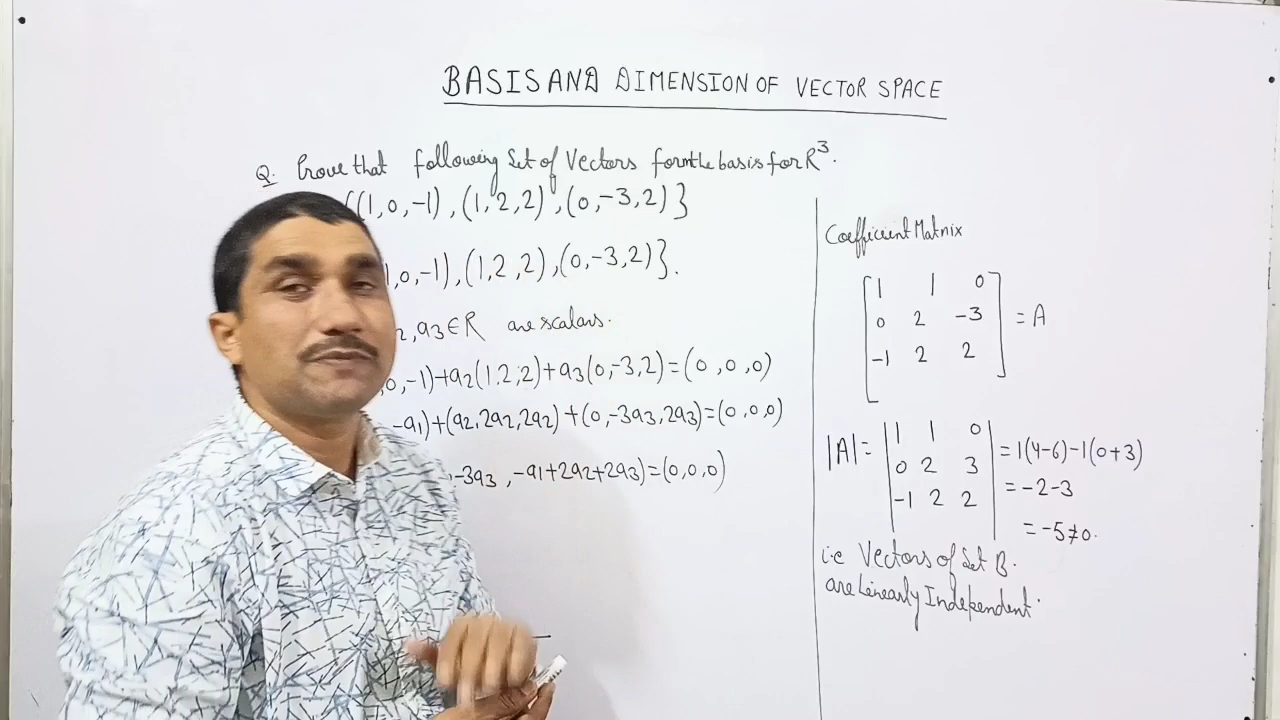 BASIS AND DIMENSION OF VECTOR SPACE
Q. Prove that following Set of Vectors form the basis for R³.
{(1,0,-1), (1,2,2), (0,-3,2)}
1,0,-1), (1,2,2), (0,-3,2)}.
2, a3 ∈ R are scalars.
0,-1)+a2(1,2,2)+a3(0,-3,2)=(0,0,0)
-a1)+(a2,2a2,2a2)+(0,-3a3,2a3)=(0,0,0)
-3a3, -a1+2a2+2a3)=(0,0,0)
Coefficient Matrix
[1 1 0
0 2 -3
-1 2 2] = A
|A| = |1 1 0| = 1(4-6)-1(0+3)
|0 2 3| = -2-3
|-1 2 2| = -5≠0.
i.e Vectors of Set B.
are Linearly Independent.